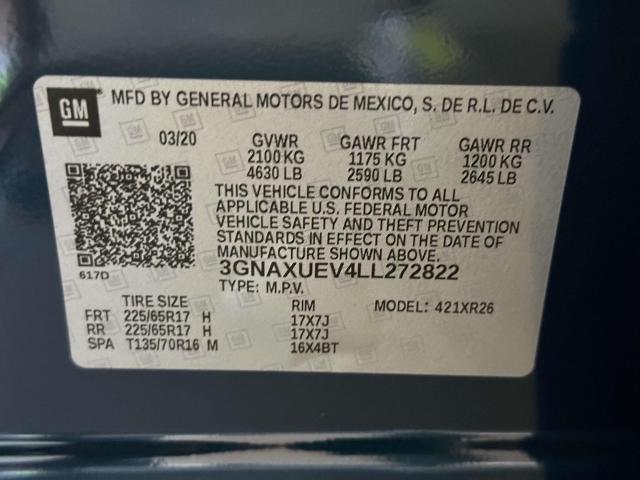 GM MFD BY GENERAL MOTORS DE MEXICO, S. DE R.L. DE C.V.
03/20 GVWR GAWR FRT GAWR RR
2100 KG 1175 KG 1200 KG
4630 LB 2590 LB 2645 LB
THIS VEHICLE CONFORMS TO ALL
APPLICABLE U.S. FEDERAL MOTOR
VEHICLE SAFETY AND THEFT PREVENTION
STANDARDS IN EFFECT ON THE DATE OF
MANUFACTURE SHOWN ABOVE.
617D 3GNAXUEV4LL272822
TYPE: M.P.V.
TIRE SIZE RIM MODEL: 421XR26
FRT 225/65R17 H 17X7J
RR 225/65R17 H 17X7J
SPA T135/70R16 M 16X4BT